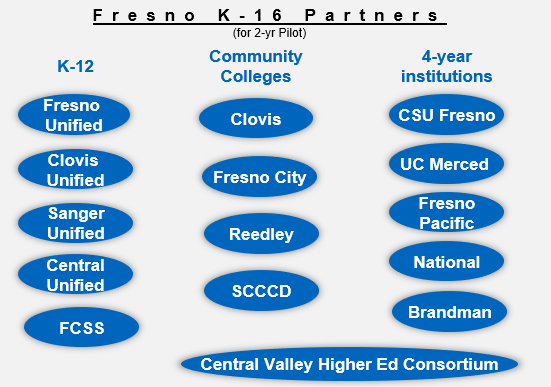 Fresno K-16 Partners
(for 2-yr Pilot)
K-12
Fresno
Unified
Clovis
Unified
Sanger
Unified
Central
Unified
FCSS
Community
Colleges
Clovis
Fresno City
Reedley
SCCCD
4-year
institutions
CSU Fresno
UC Merced
Fresno
Pacific
National
Brandman
Central Valley Higher Ed Consortium